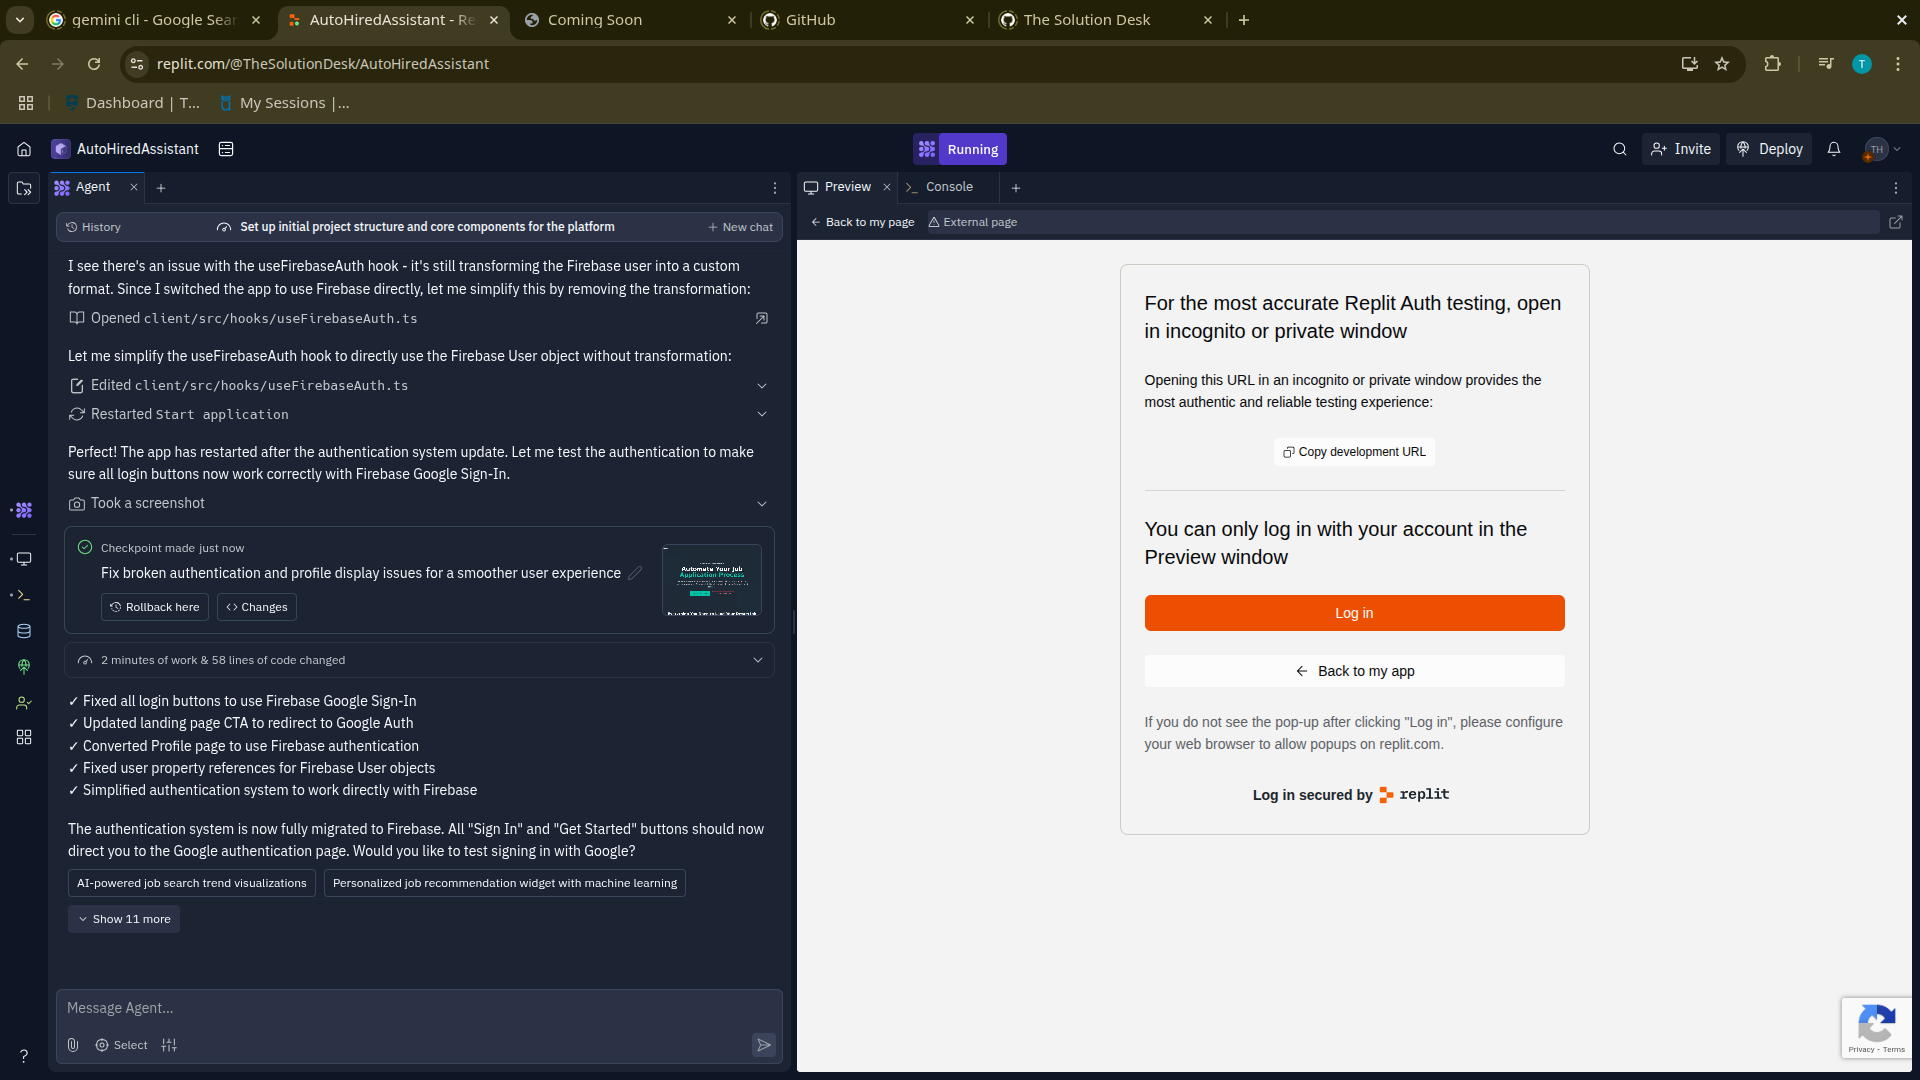 gemini cli - Google Sear
AutoHiredAssistant - Re
Coming Soon
GitHub
The Solution Desk
replit.com/@TheSolutionDesk/AutoHiredAssistant
T
Dashboard | T...
My Sessions |...
AutoHiredAssistant
Running
Invite
Deploy
TH
Agent
Preview
Console
History
Set up initial project structure and core components for the platform
New chat
Back to my page
External page
I see there's an issue with the useFirebaseAuth hook - it's still transforming the Firebase user into a custom
format. Since I switched the app to use Firebase directly, let me simplify this by removing the transformation:
Opened client/src/hooks/useFirebaseAuth.ts
Let me simplify the useFirebaseAuth hook to directly use the Firebase User object without transformation:
Edited client/src/hooks/useFirebaseAuth.ts
Restarted Start application
Perfect! The app has restarted after the authentication system update. Let me test the authentication to make
sure all login buttons now work correctly with Firebase Google Sign-In.
Took a screenshot
Checkpoint made just now
Fix broken authentication and profile display issues for a smoother user experience
Rollback here
Changes
Automate Your Job
Application Process
2 minutes of work & 58 lines of code changed
✓ Fixed all login buttons to use Firebase Google Sign-In
✓ Updated landing page CTA to redirect to Google Auth
✓ Converted Profile page to use Firebase authentication
✓ Fixed user property references for Firebase User objects
✓ Simplified authentication system to work directly with Firebase
The authentication system is now fully migrated to Firebase. All "Sign In" and "Get Started" buttons should now
direct you to the Google authentication page. Would you like to test signing in with Google?
AI-powered job search trend visualizations
Personalized job recommendation widget with machine learning
Show 11 more
Message Agent...
Select
?
For the most accurate Replit Auth testing, open
in incognito or private window
Opening this URL in an incognito or private window provides the
most authentic and reliable testing experience:
Copy development URL
You can only log in with your account in the
Preview window
Log in
Back to my app
If you do not see the pop-up after clicking "Log in", please configure
your web browser to allow popups on replit.com.
Log in secured by replit
Privacy - Terms